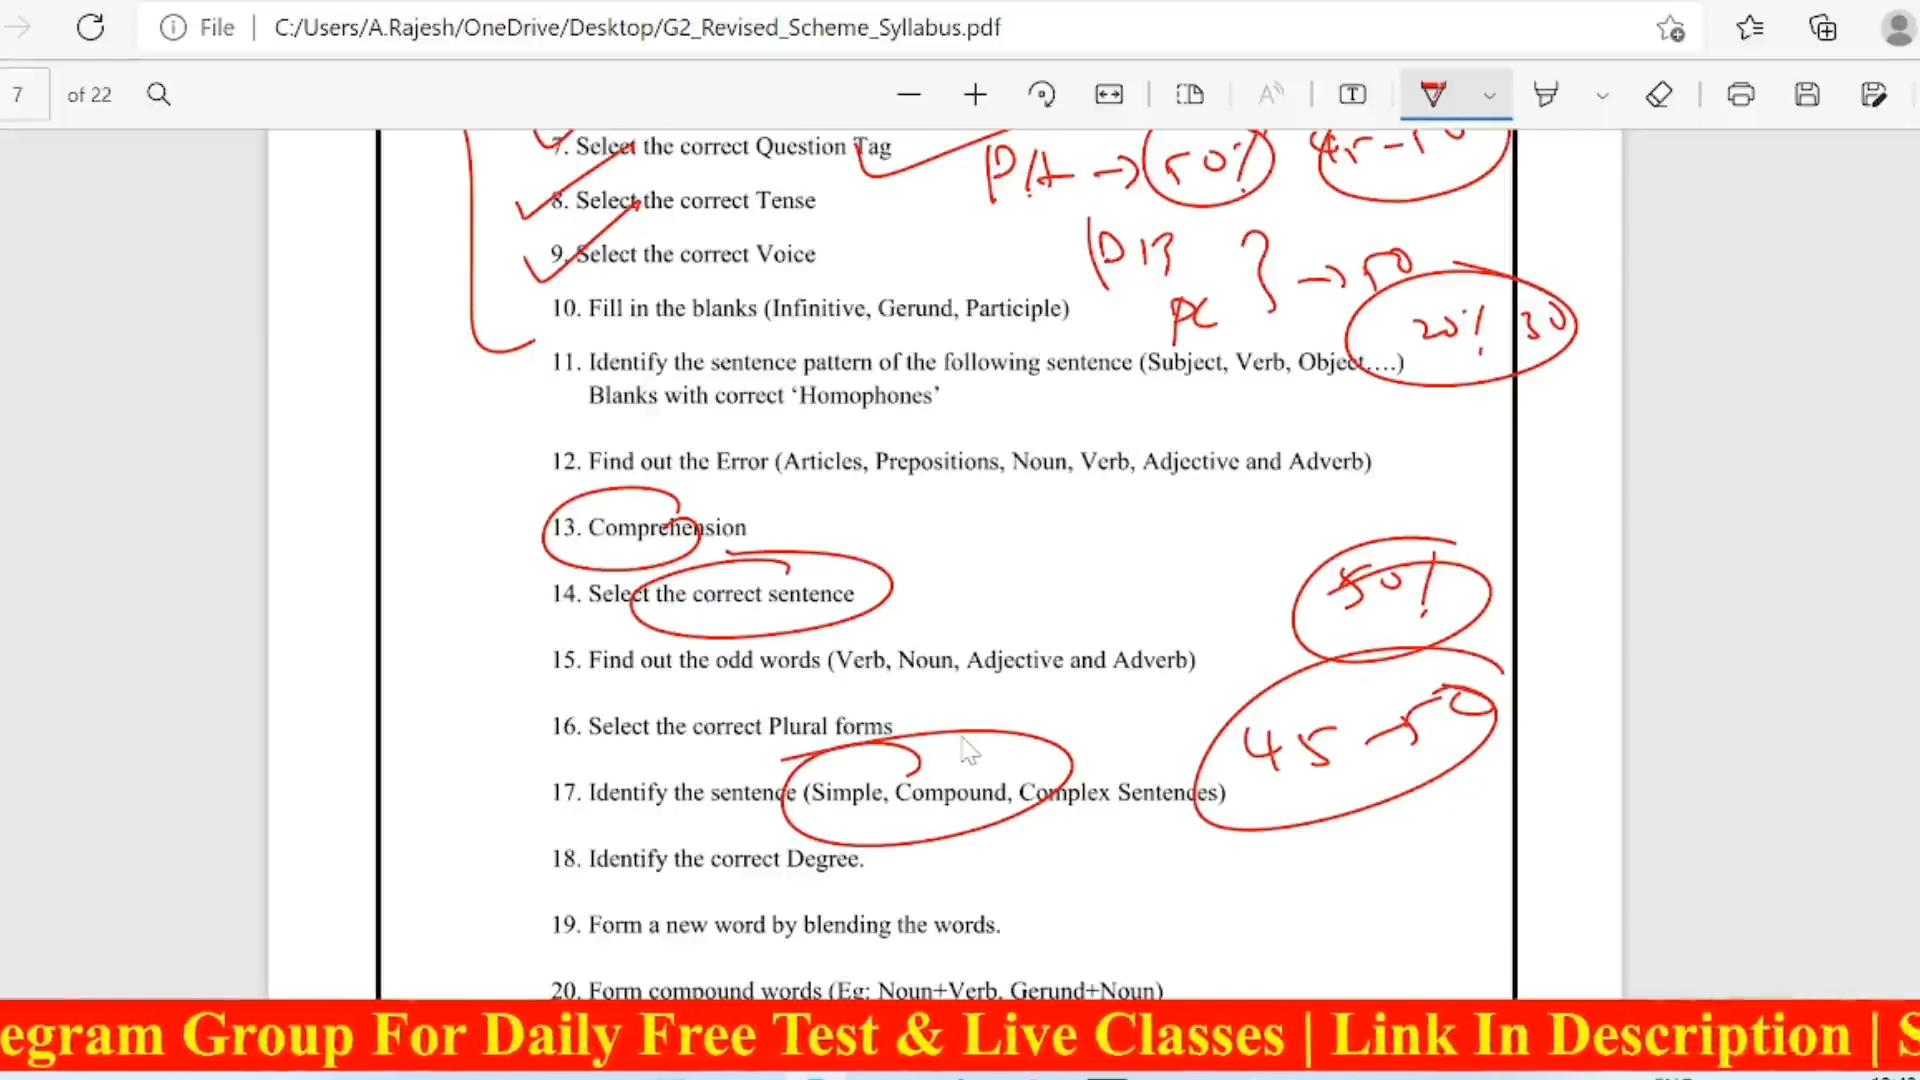 File
C:/Users/A.Rajesh/OneDrive/Desktop/G2_Revised_Scheme_Syllabus.pdf
7 of 22
7. Select the correct Question Tag
8. Select the correct Tense
9. Select the correct Voice
10. Fill in the blanks (Infinitive, Gerund, Participle)
11. Identify the sentence pattern of the following sentence (Subject, Verb, Object….)
Blanks with correct ‘Homophones’
12. Find out the Error (Articles, Prepositions, Noun, Verb, Adjective and Adverb)
13. Comprehension
14. Select the correct sentence
15. Find out the odd words (Verb, Noun, Adjective and Adverb)
16. Select the correct Plural forms
17. Identify the sentence (Simple, Compound, Complex Sentences)
18. Identify the correct Degree.
19. Form a new word by blending the words.
20. Form compound words (Eg: Noun+Verb, Gerund+Noun)
50%
45-50
50
20% 30
50%
45-50
egram Group For Daily Free Test & Live Classes | Link In Description | S